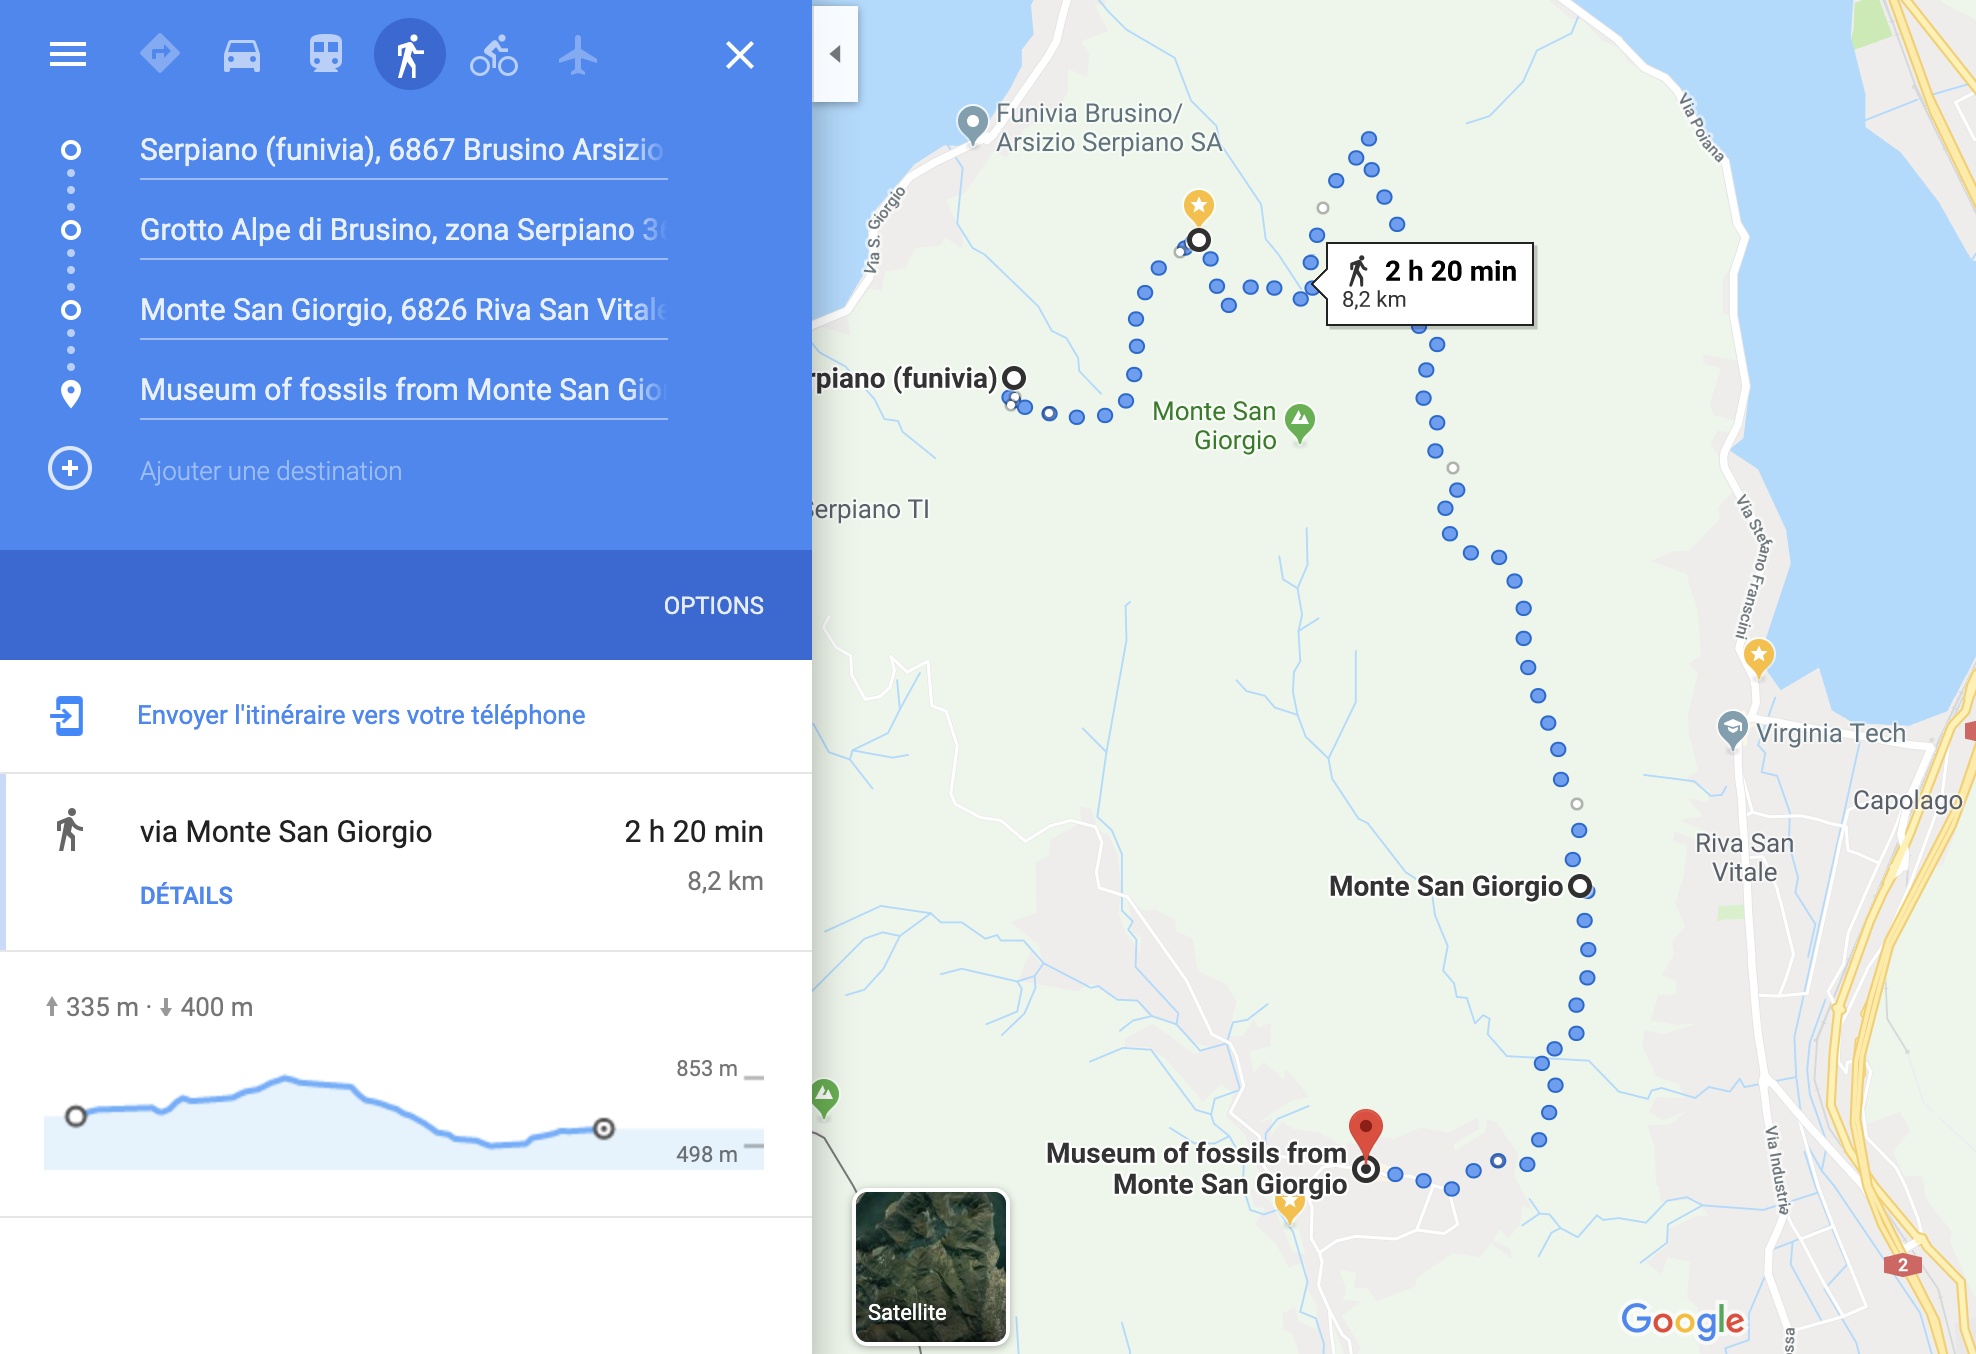 Serpiano (funivia), 6867 Brusino Arsizio
Grotto Alpe di Brusino, zona Serpiano
Monte San Giorgio, 6826 Riva San Vitale
Museum of fossils from Monte San Gior
Ajouter une destination
OPTIONS
Envoyer l'itinéraire vers votre téléphone
via Monte San Giorgio
2 h 20 min
8,2 km
DÉTAILS
335 m · 400 m
853 m
498 m
Funivia Brusino/
Arsizio Serpiano SA
Via S. Giorgio
Via Poiana
2 h 20 min
8,2 km
rpiano (funivia)
Monte San
Giorgio
Serpiano TI
Via Stefano Franscini
Virginia Tech
Capolago
Riva San
Vitale
Monte San Giorgio
Museum of fossils from
Monte San Giorgio
Via Industria
2
Satellite
Google
ossa